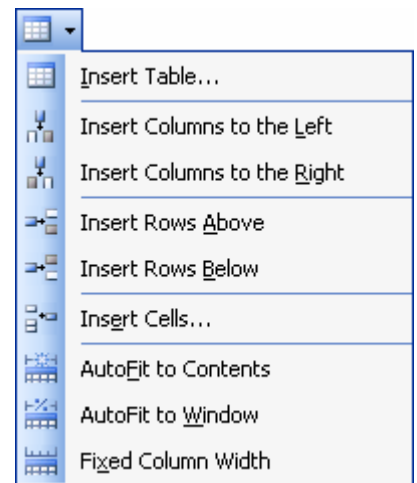 Insert Table...
Insert Columns to the Left
Insert Columns to the Right
Insert Rows Above
Insert Rows Below
Insert Cells...
AutoFit to Contents
AutoFit to Window
Fixed Column Width